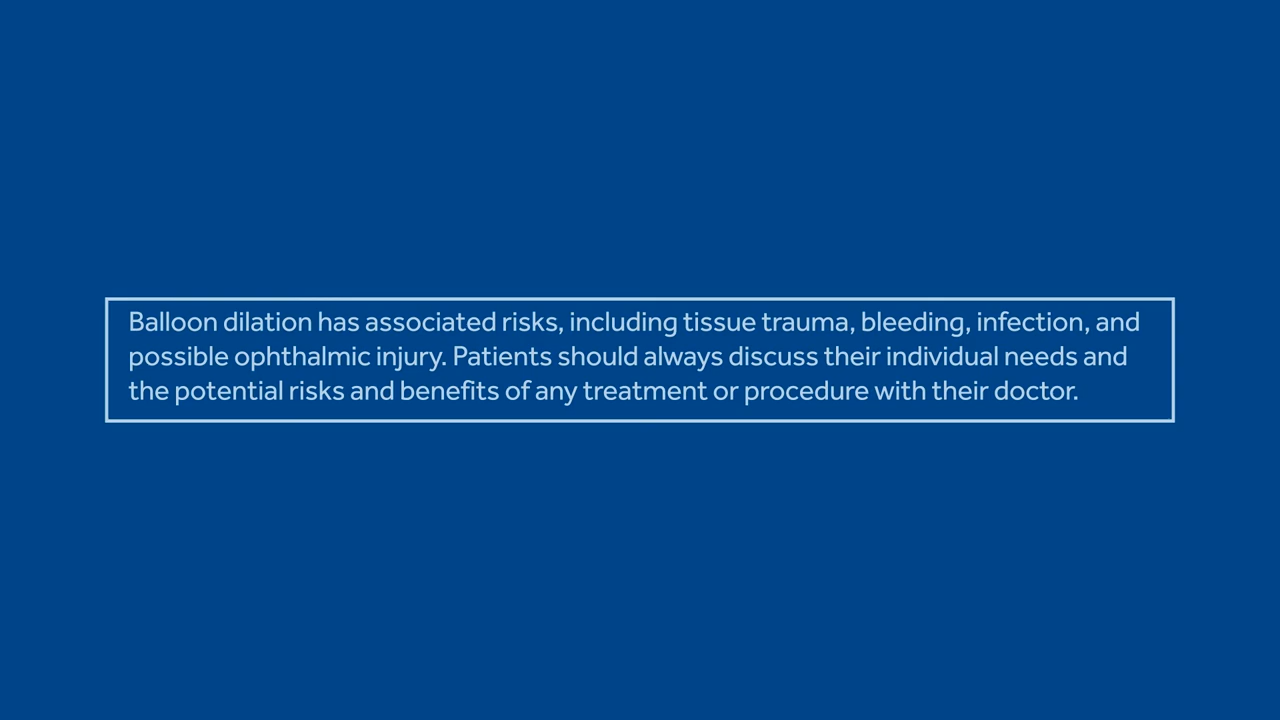 Balloon dilation has associated risks, including tissue trauma, bleeding, infection, and
possible ophthalmic injury. Patients should always discuss their individual needs and
the potential risks and benefits of any treatment or procedure with their doctor.